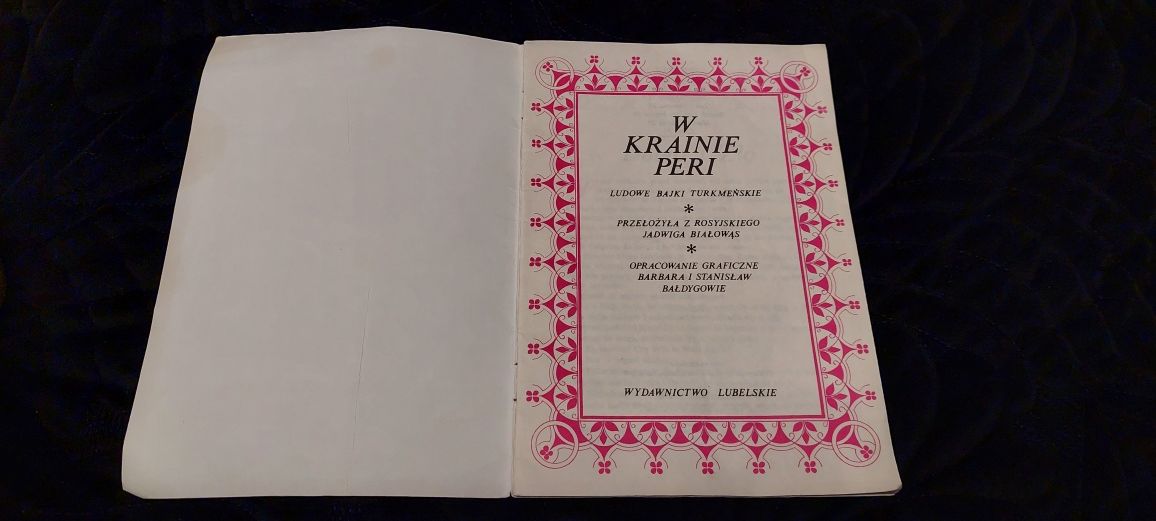 W
KRAINIE
PERI
LUDOWE BAJKI TURKMEŃSKIE
*
PRZEŁOŻYŁA Z ROSYJSKIEGO
JADWIGA BIAŁOWĄS
*
OPRACOWANIE GRAFICZNE
BARBARA I STANISŁAW
BAŁDYGOWIE
WYDAWNICTWO LUBELSKIE